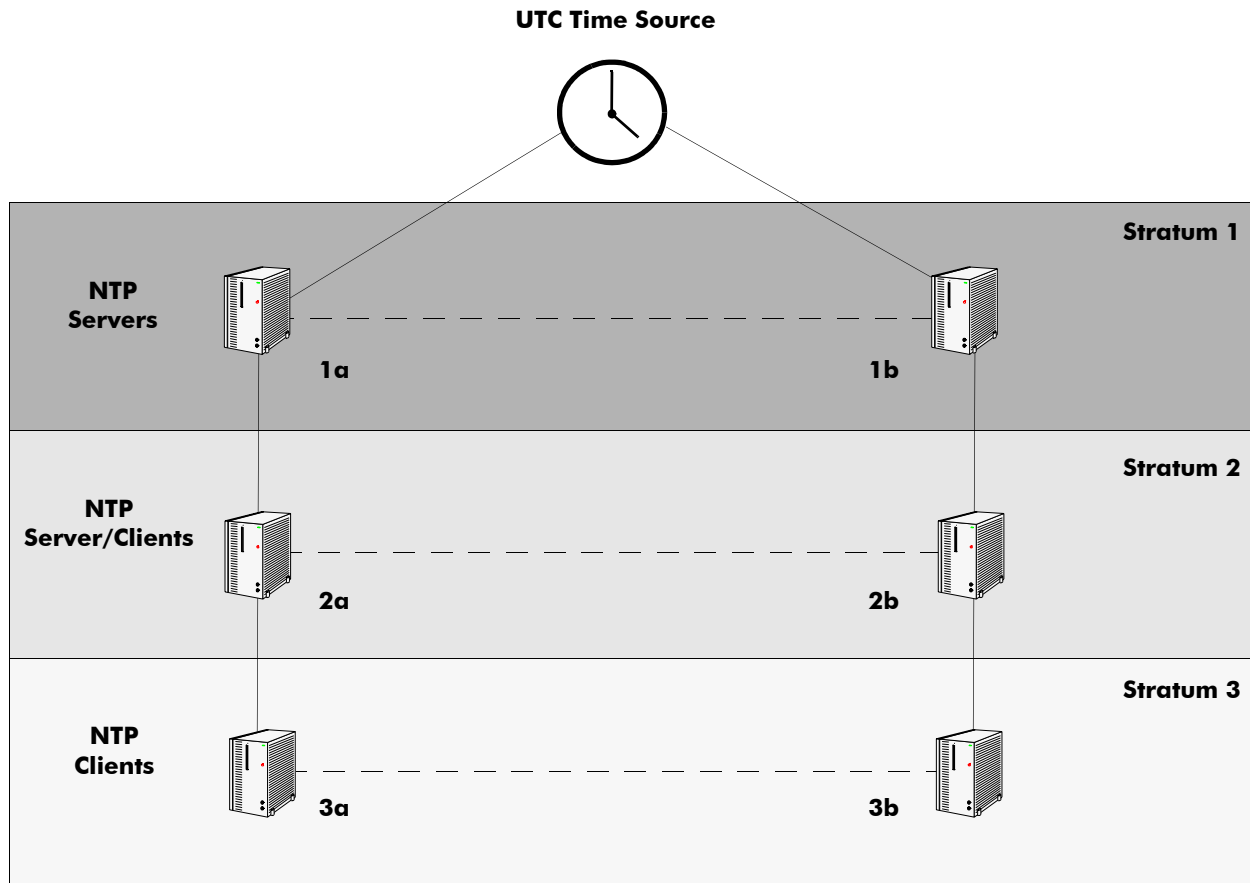 UTC Time Source
Stratum 1
NTP
Servers
1a
1b
Stratum 2
NTP
Server/Clients
2a
2b
Stratum 3
NTP
Clients
3a
3b